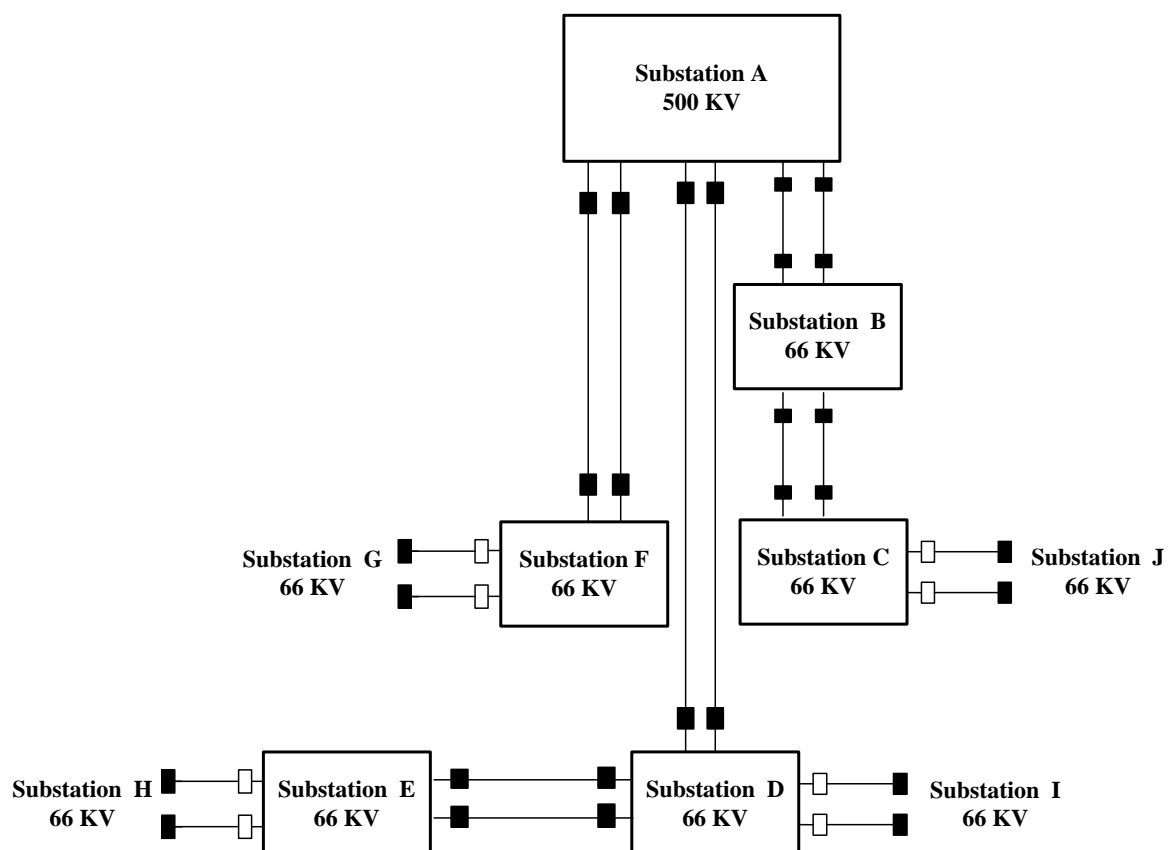 Substation A
500 KV
Substation B
66 KV
Substation G
66 KV
Substation F
66 KV
Substation C
66 KV
Substation J
66 KV
Substation H
66 KV
Substation E
66 KV
Substation D
66 KV
Substation I
66 KV